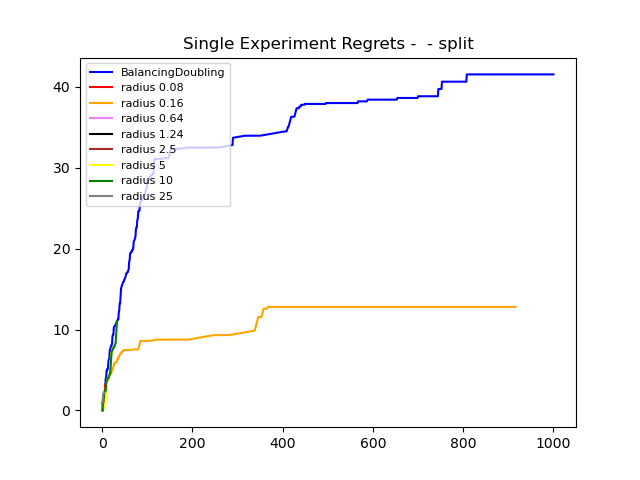 Single Experiment Regrets -  - split
BalancingDoubling
radius 0.08
radius 0.16
radius 0.64
radius 1.24
radius 2.5
radius 5
radius 10
radius 25
40
30
20
10
0
0 200 400 600 800 1000